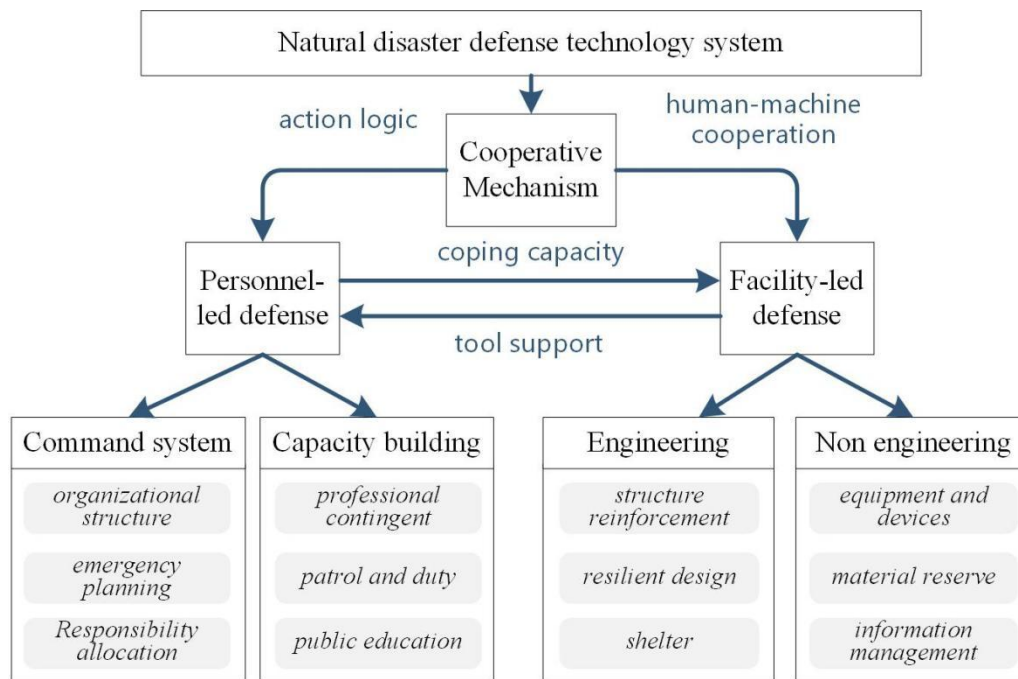 Natural disaster defense technology system
action logic
human-machine
cooperation
Cooperative
Mechanism
Personnel-
led defense
coping capacity
tool support
Facility-led
defense
Command system
organizational
structure
emergency
planning
Responsibility
allocation
Capacity building
professional
contingent
patrol and duty
public education
Engineering
structure
reinforcement
resilient design
shelter
Non engineering
equipment and
devices
material reserve
information
management